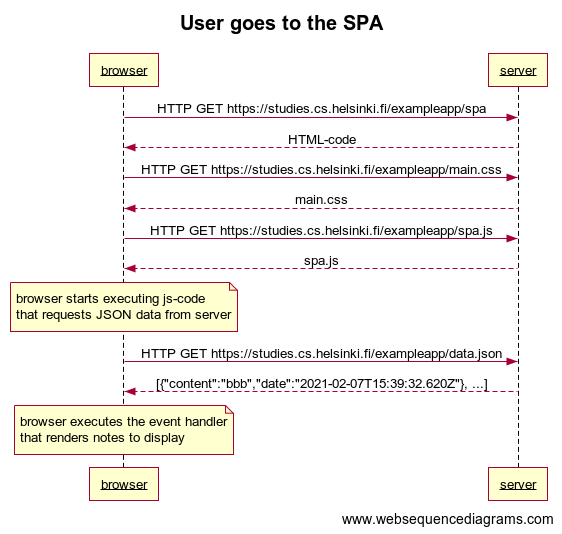 User goes to the SPA
browser
server
HTTP GET https://studies.cs.helsinki.fi/exampleapp/spa
HTML-code
HTTP GET https://studies.cs.helsinki.fi/exampleapp/main.css
main.css
HTTP GET https://studies.cs.helsinki.fi/exampleapp/spa.js
spa.js
browser starts executing js-code
that requests JSON data from server
HTTP GET https://studies.cs.helsinki.fi/exampleapp/data.json
[{"content":"bbb","date":"2021-02-07T15:39:32.620Z"}, ...]
browser executes the event handler
that renders notes to display
browser
server
www.websequencediagrams.com